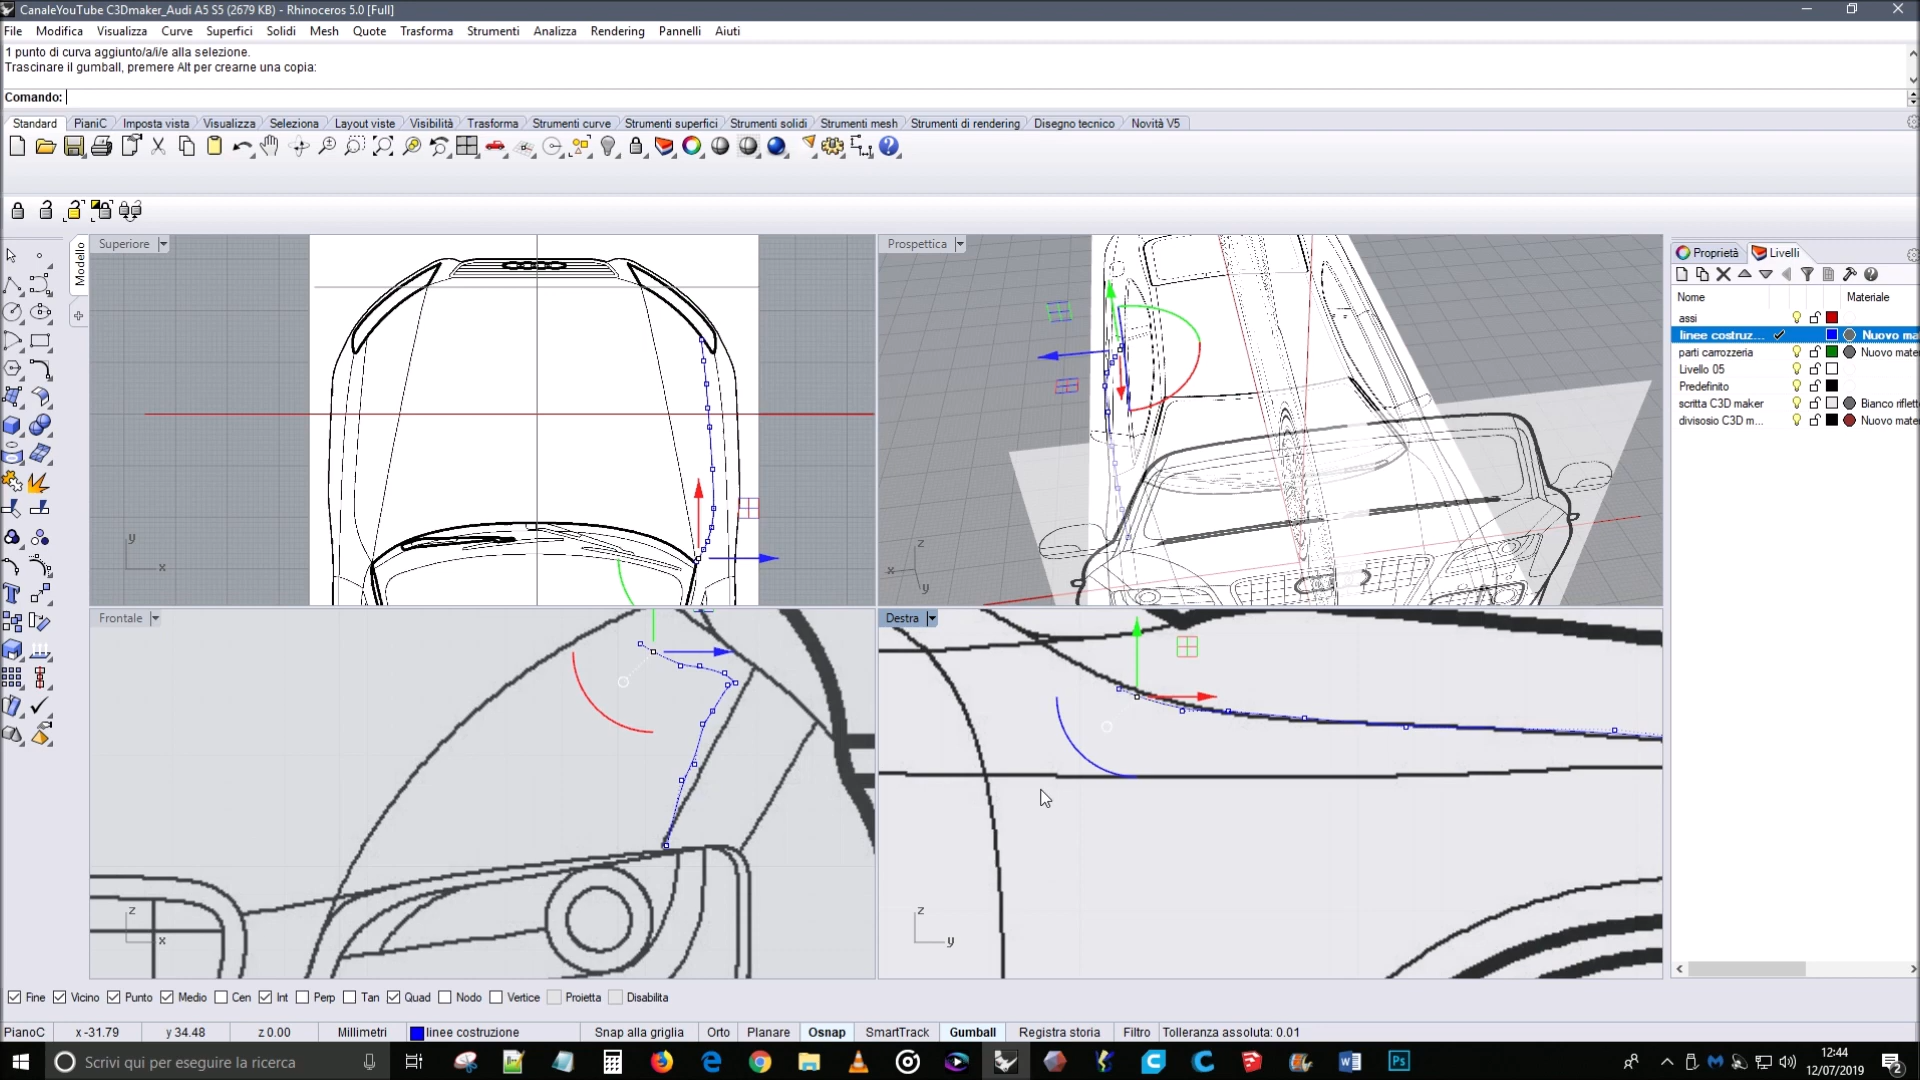 CanaleYouTube C3Dmaker_Audi A5 S5 (2679 KB) - Rhinoceros 5.0 [Full]
File Modifica Visualizza Curve Superfici Solidi Mesh Quote Trasforma Strumenti Analizza Rendering Pannelli Aiuti
1 punto di curva aggiunto/a/i/e alla selezione.
Trascinare il gumball, premere Alt per crearne una copia:
Comando:
Standard PianiC Imposta vista Visualizza Seleziona Layout viste Visibilità Trasforma Strumenti curve Strumenti superfici Strumenti solidi Strumenti mesh Strumenti di rendering Disegno tecnico Novità V5
Modello
Superiore
y
x
Prospettica
z
x
y
Frontale
z
x
Destra
z
y
Proprietà Livelli
Nome Materiale
assi
linee costruz... Nuovo ma
parti carrozzeria Nuovo mate
Livello 05
Predefinito
scritta C3D maker Bianco riflett
divisosio C3D m... Nuovo mate
Fine Vicino Punto Medio Cen Int Perp Tan Quad Nodo Vertice Proietta Disabilita
PianoC x -31.79 y 34.48 z 0.00 Millimetri linee costruzione Snap alla griglia Orto Planare Osnap SmartTrack Gumball Registra storia Filtro Tolleranza assoluta: 0.01
Scrivi qui per eseguire la ricerca
12:44
12/07/2019
2